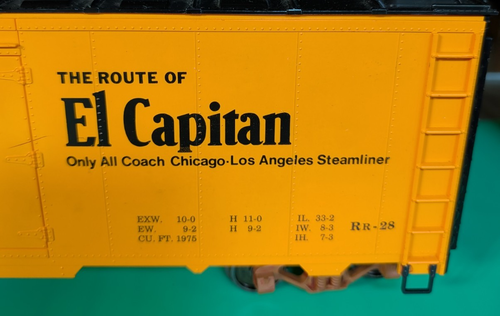 THE ROUTE OF
El Capitan
Only All Coach Chicago-Los Angeles Steamliner
EXW. 10-0 H 11-0 IL. 33-2
EW. 9-2 H 9-2 IW. 8-3 RR-28
CU. FT. 1975 IH. 7-3